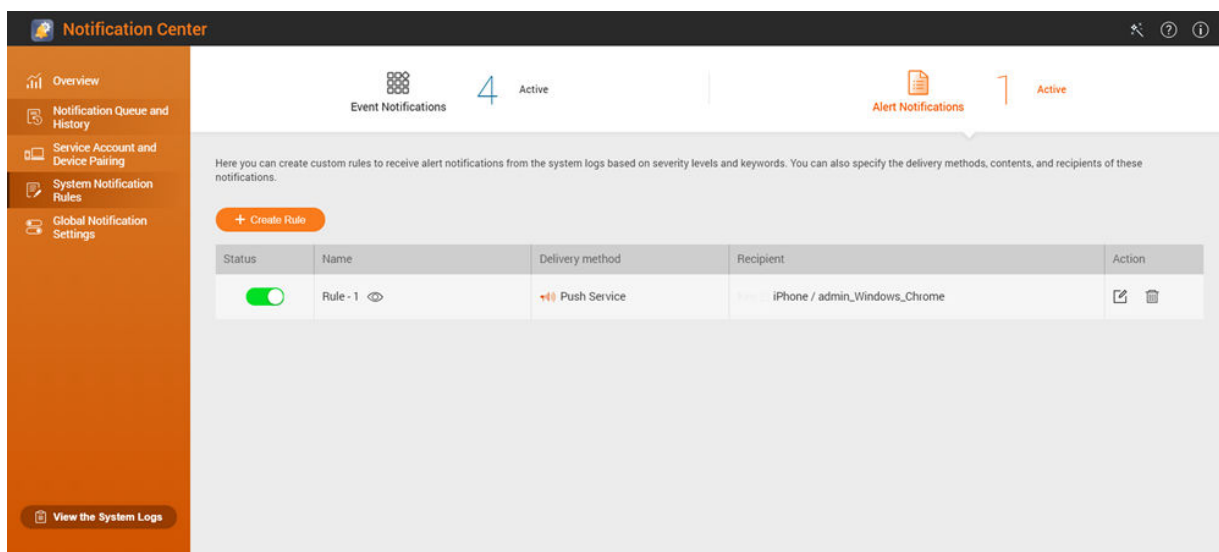 Notification Center
Overview
Notification Queue and
History
Service Account and
Device Pairing
System Notification
Rules
Global Notification
Settings
View the System Logs
Event Notifications
4
Active
Alert Notifications
1
Active
Here you can create custom rules to receive alert notifications from the system logs based on severity levels and keywords. You can also specify the delivery methods, contents, and recipients of these
notifications.
+ Create Rule
Status Name Delivery method Recipient Action
Rule - 1 Push Service iPhone / admin_Windows_Chrome